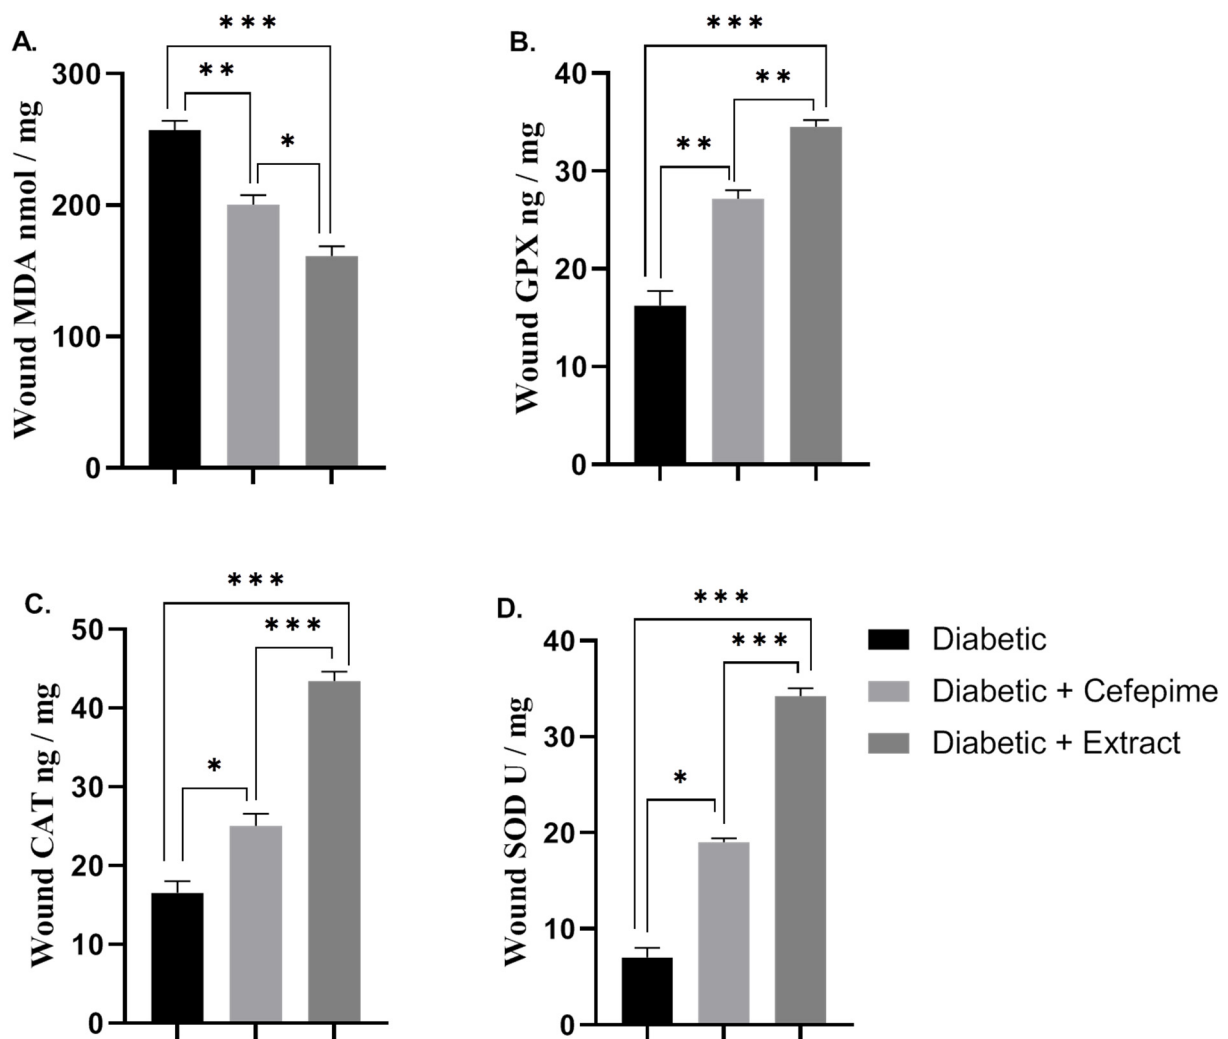 A.
***
**
*
Wound MDA nmol / mg
300
200
100
0
B.
***
**
**
Wound GPX ng / mg
40
30
20
10
0
C.
***
***
*
Wound CAT ng / mg
50
40
30
20
10
0
D.
***
***
*
Wound SOD U / mg
40
30
20
10
0
Diabetic
Diabetic + Cefepime
Diabetic + Extract